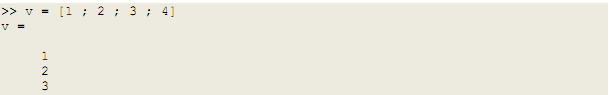 >> v = [1 ; 2 ; 3 ; 4]
v =
1
2
3